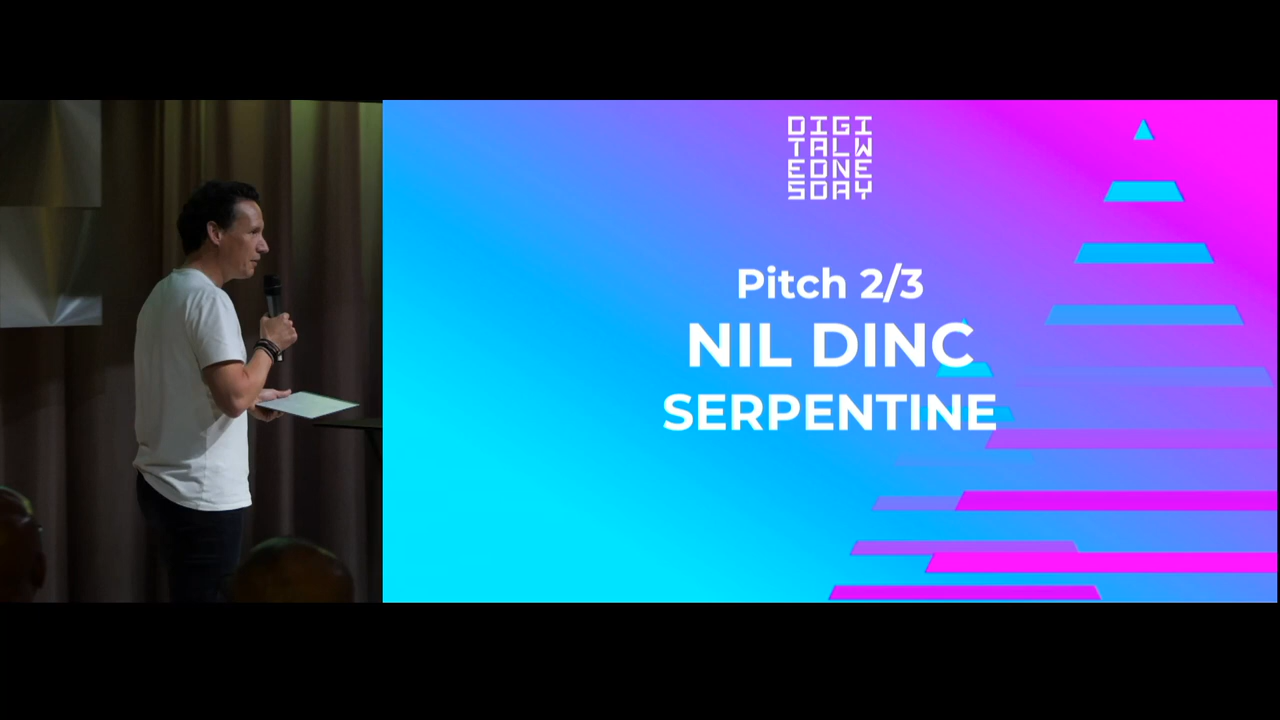 DIGI
TALW
EDNE
SDAY
Pitch 2/3
NIL DINC
SERPENTINE